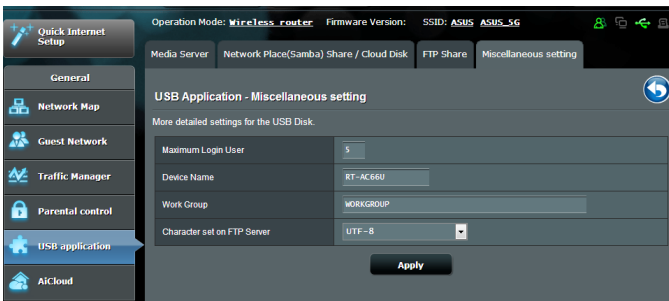 Quick Internet
Setup
Operation Mode: Wireless router Firmware Version: SSID: ASUS ASUS_5G
Media Server Network Place(Samba) Share / Cloud Disk FTP Share Miscellaneous setting
General
Network Map
Guest Network
Traffic Manager
Parental control
USB application
AiCloud
USB Application - Miscellaneous setting
More detailed settings for the USB Disk.
Maximum Login User 5
Device Name RT-AC66U
Work Group WORKGROUP
Character set on FTP Server UTF-8
Apply